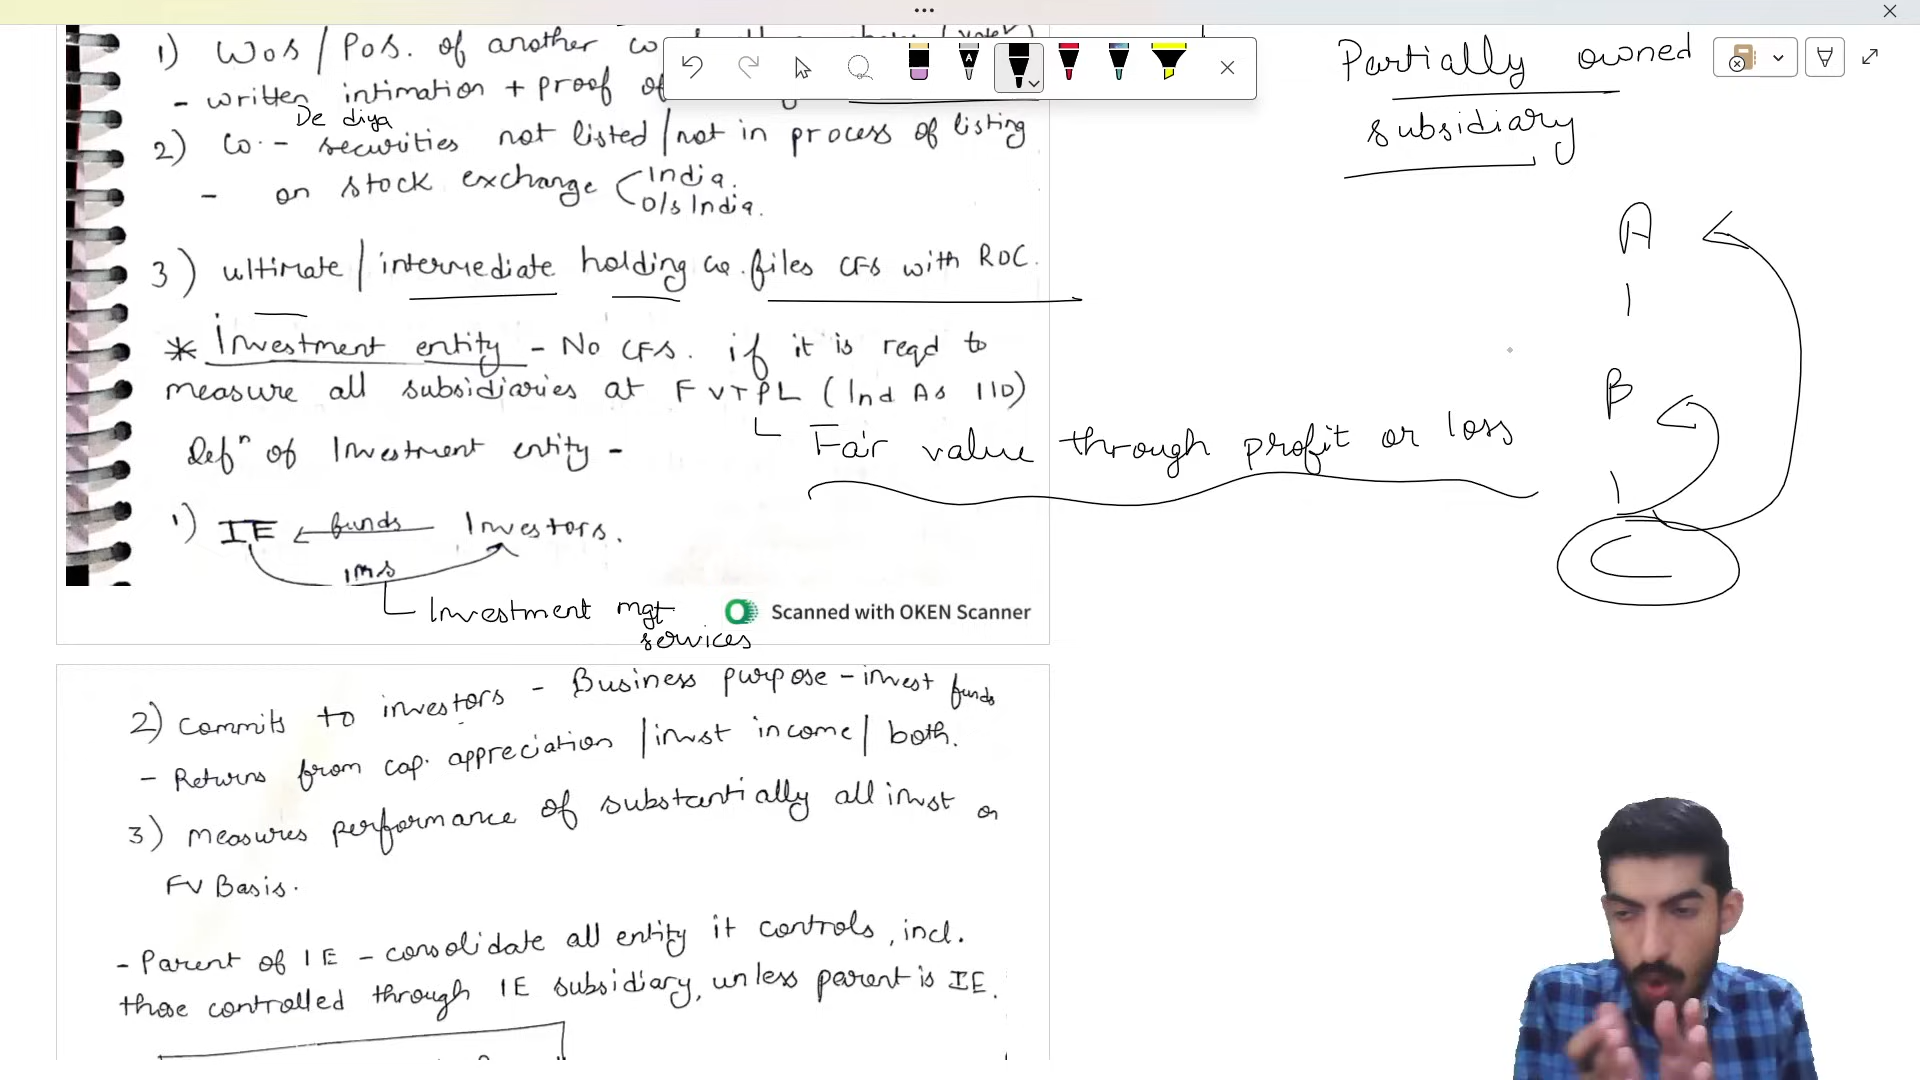 Partially owned
subsidiary
1) WOS / POS. of another co
- written intimation + proof of
De diya
2) Co. - securities not listed / not in process of listing
- on stock exchange India.
O/s India.
3) ultimate / intermediate holding co. files CFS with ROC.
* Investment entity - No CFS. if it is reqd to
measure all subsidiaries at FVTPL (Ind AS 110)
Fair value through profit or loss
Defn of Investment entity -
1) IE funds Investors.
IMS
Investment mgt.
services
Scanned with OKEN Scanner
A
B
C
2) Commits to investors - Business purpose - invest funds
- Returns from cap. appreciation / invst income / both.
3) Measures performance of substantially all invst on
FV Basis.
- Parent of IE - consolidate all entity it controls, incl.
those controlled through IE subsidiary, unless parent is IE.